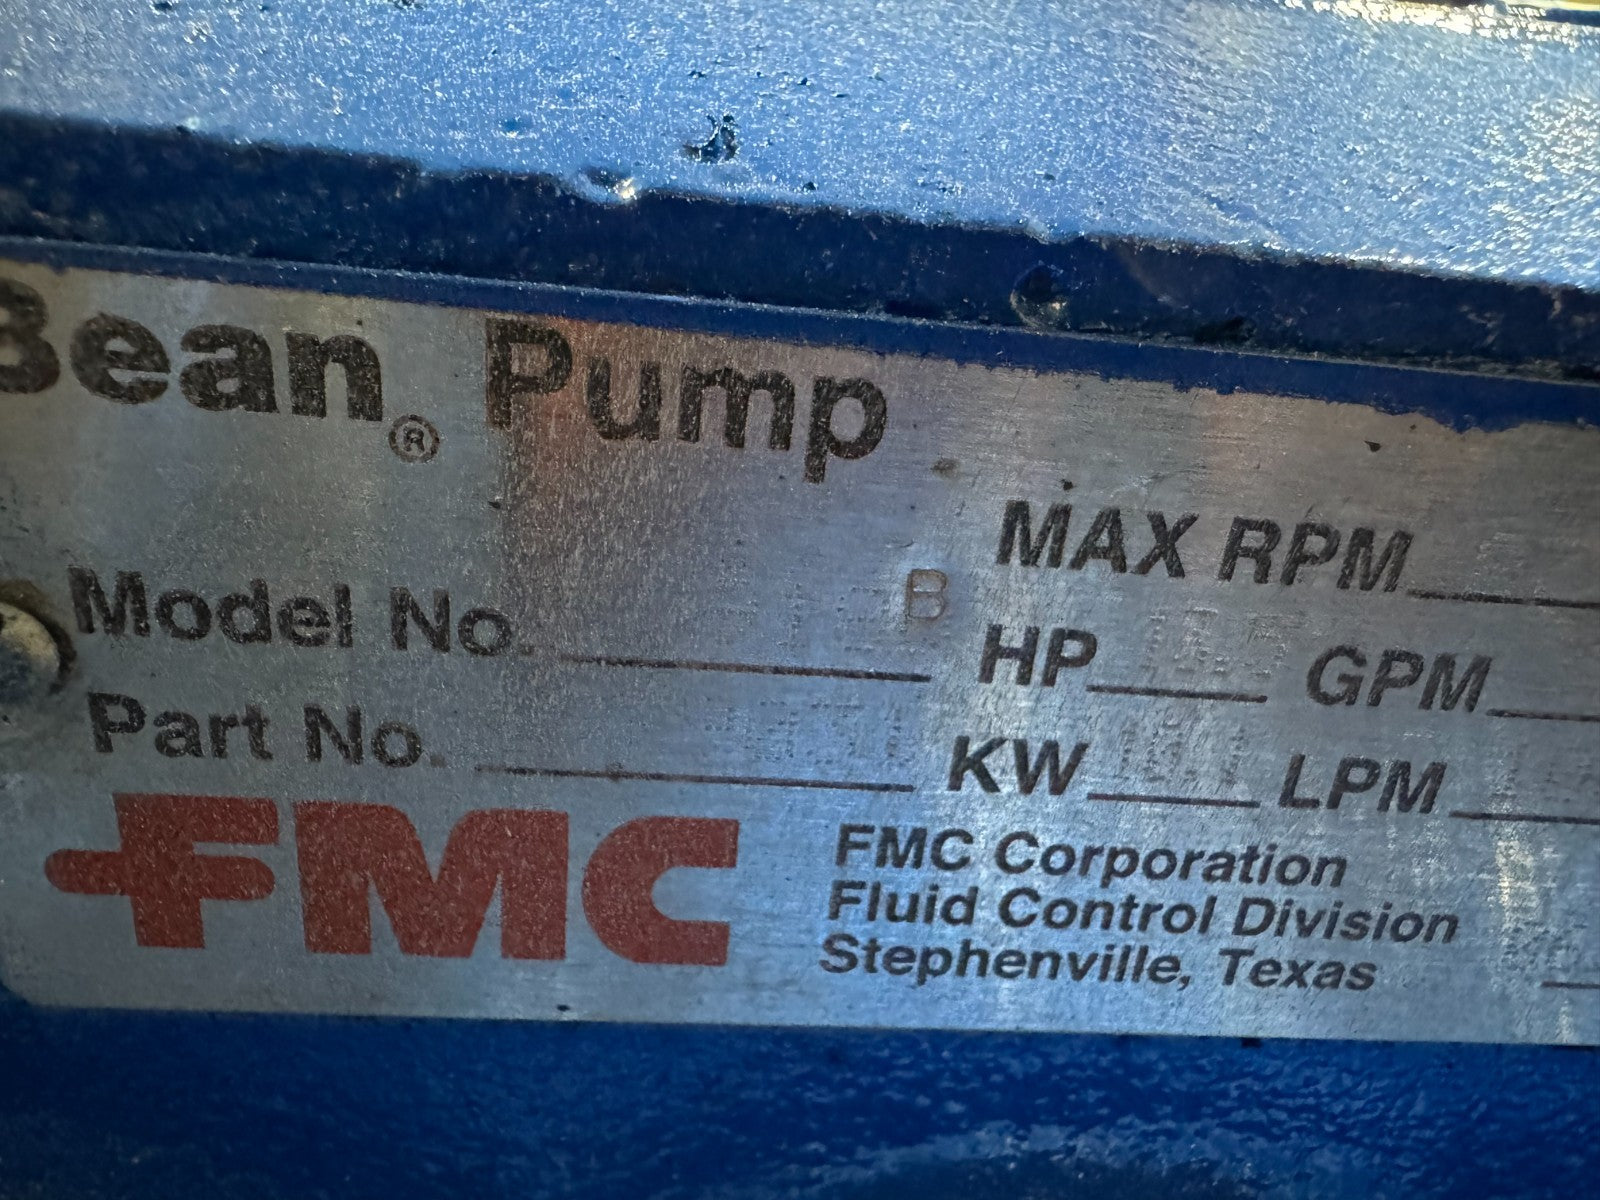 Bean® Pump
MAX RPM
Model No. B HP GPM
Part No. KW LPM
FMC
FMC Corporation
Fluid Control Division
Stephenville, Texas